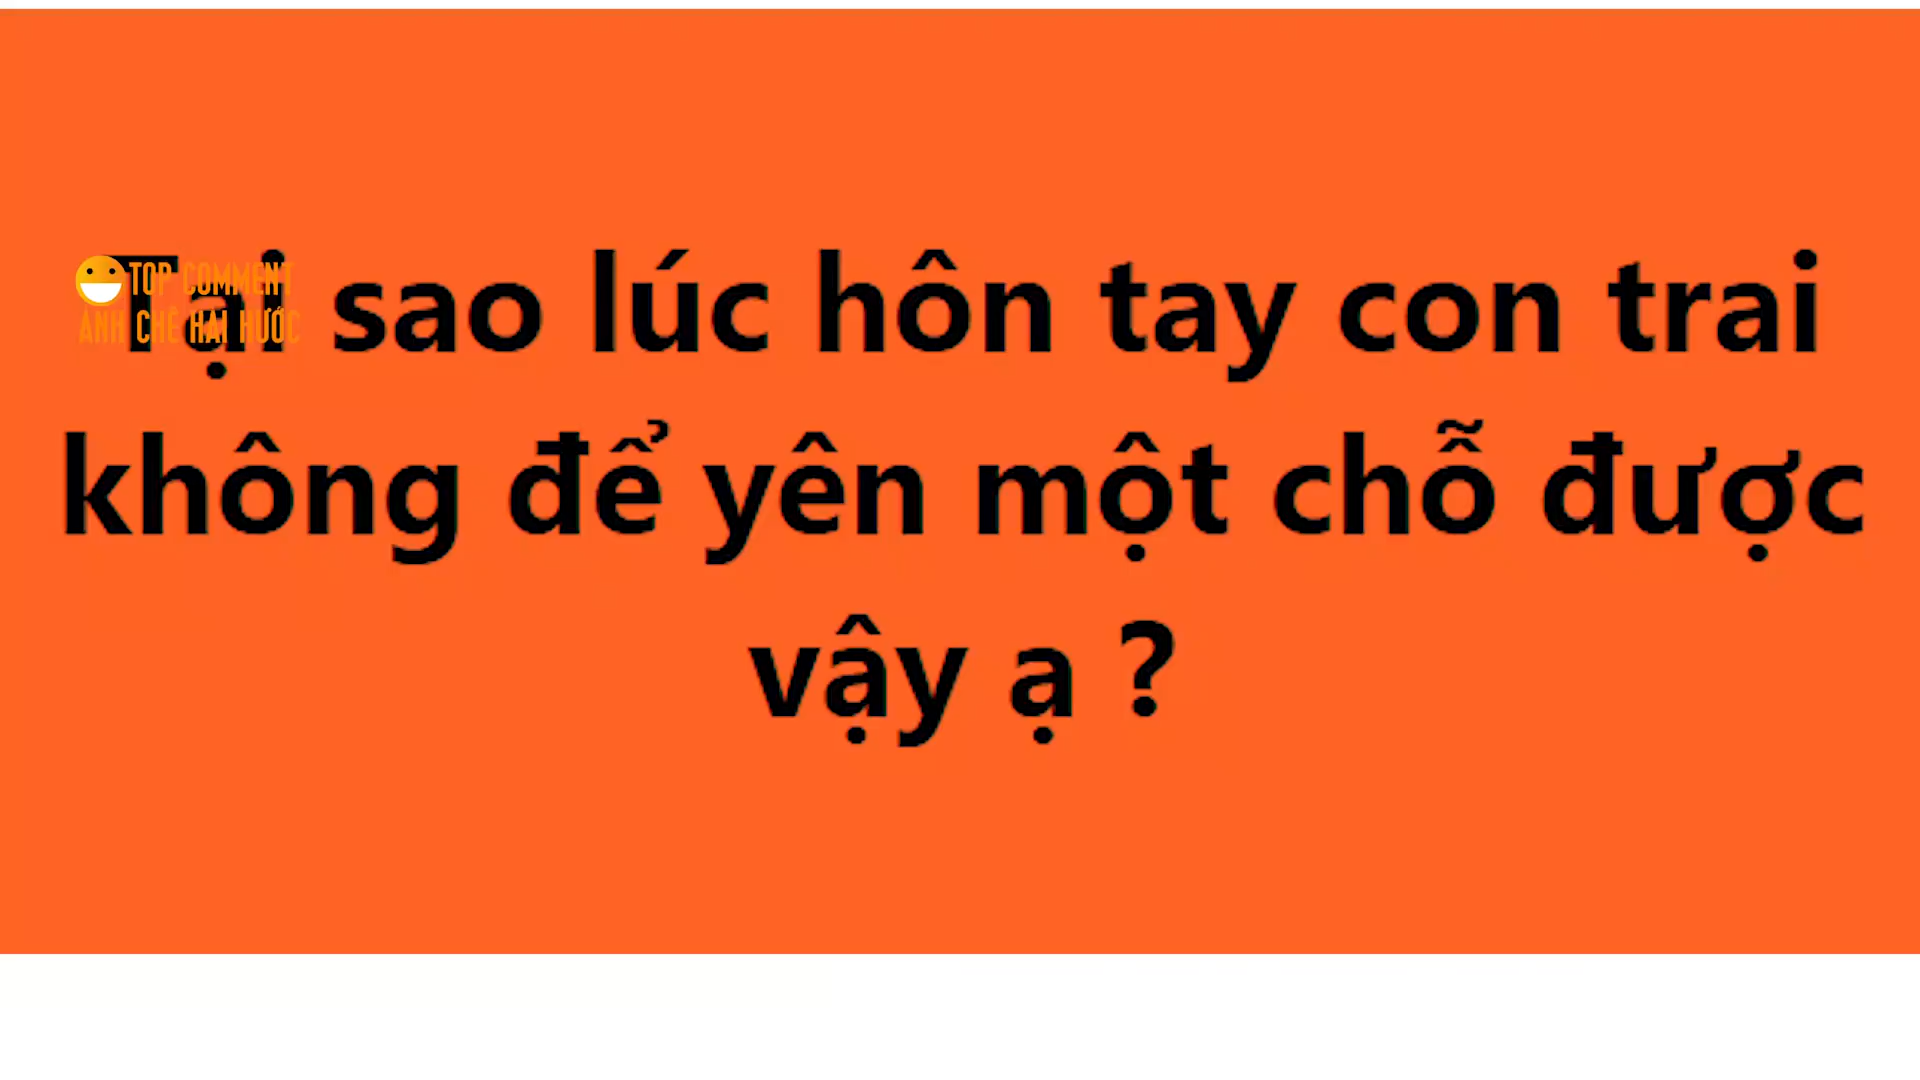 TOP COMMENT
ẢNH CHẾ HÀI HƯỚC
Tại sao lúc hôn tay con trai
không để yên một chỗ được
vậy ạ ?